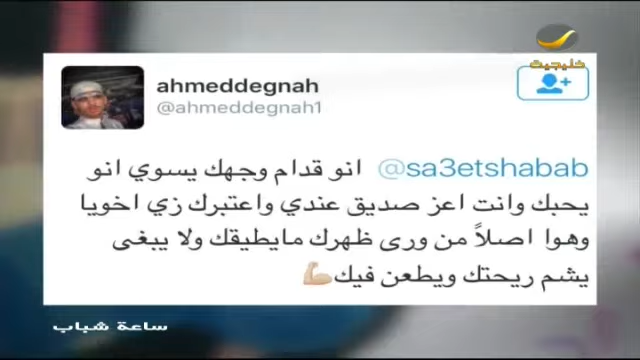 خليجية
ahmeddegnah
@ahmeddegnah1
@sa3etshabab انو قدام وجهك يسوي انو
يحبك وانت اعز صديق عندي واعتبرك زي اخويا
وهوا اصلاً من ورى ظهرك مايطيقك ولا يبغى
يشم ريحتك ويطعن فيك💪🏼
ساعة شباب